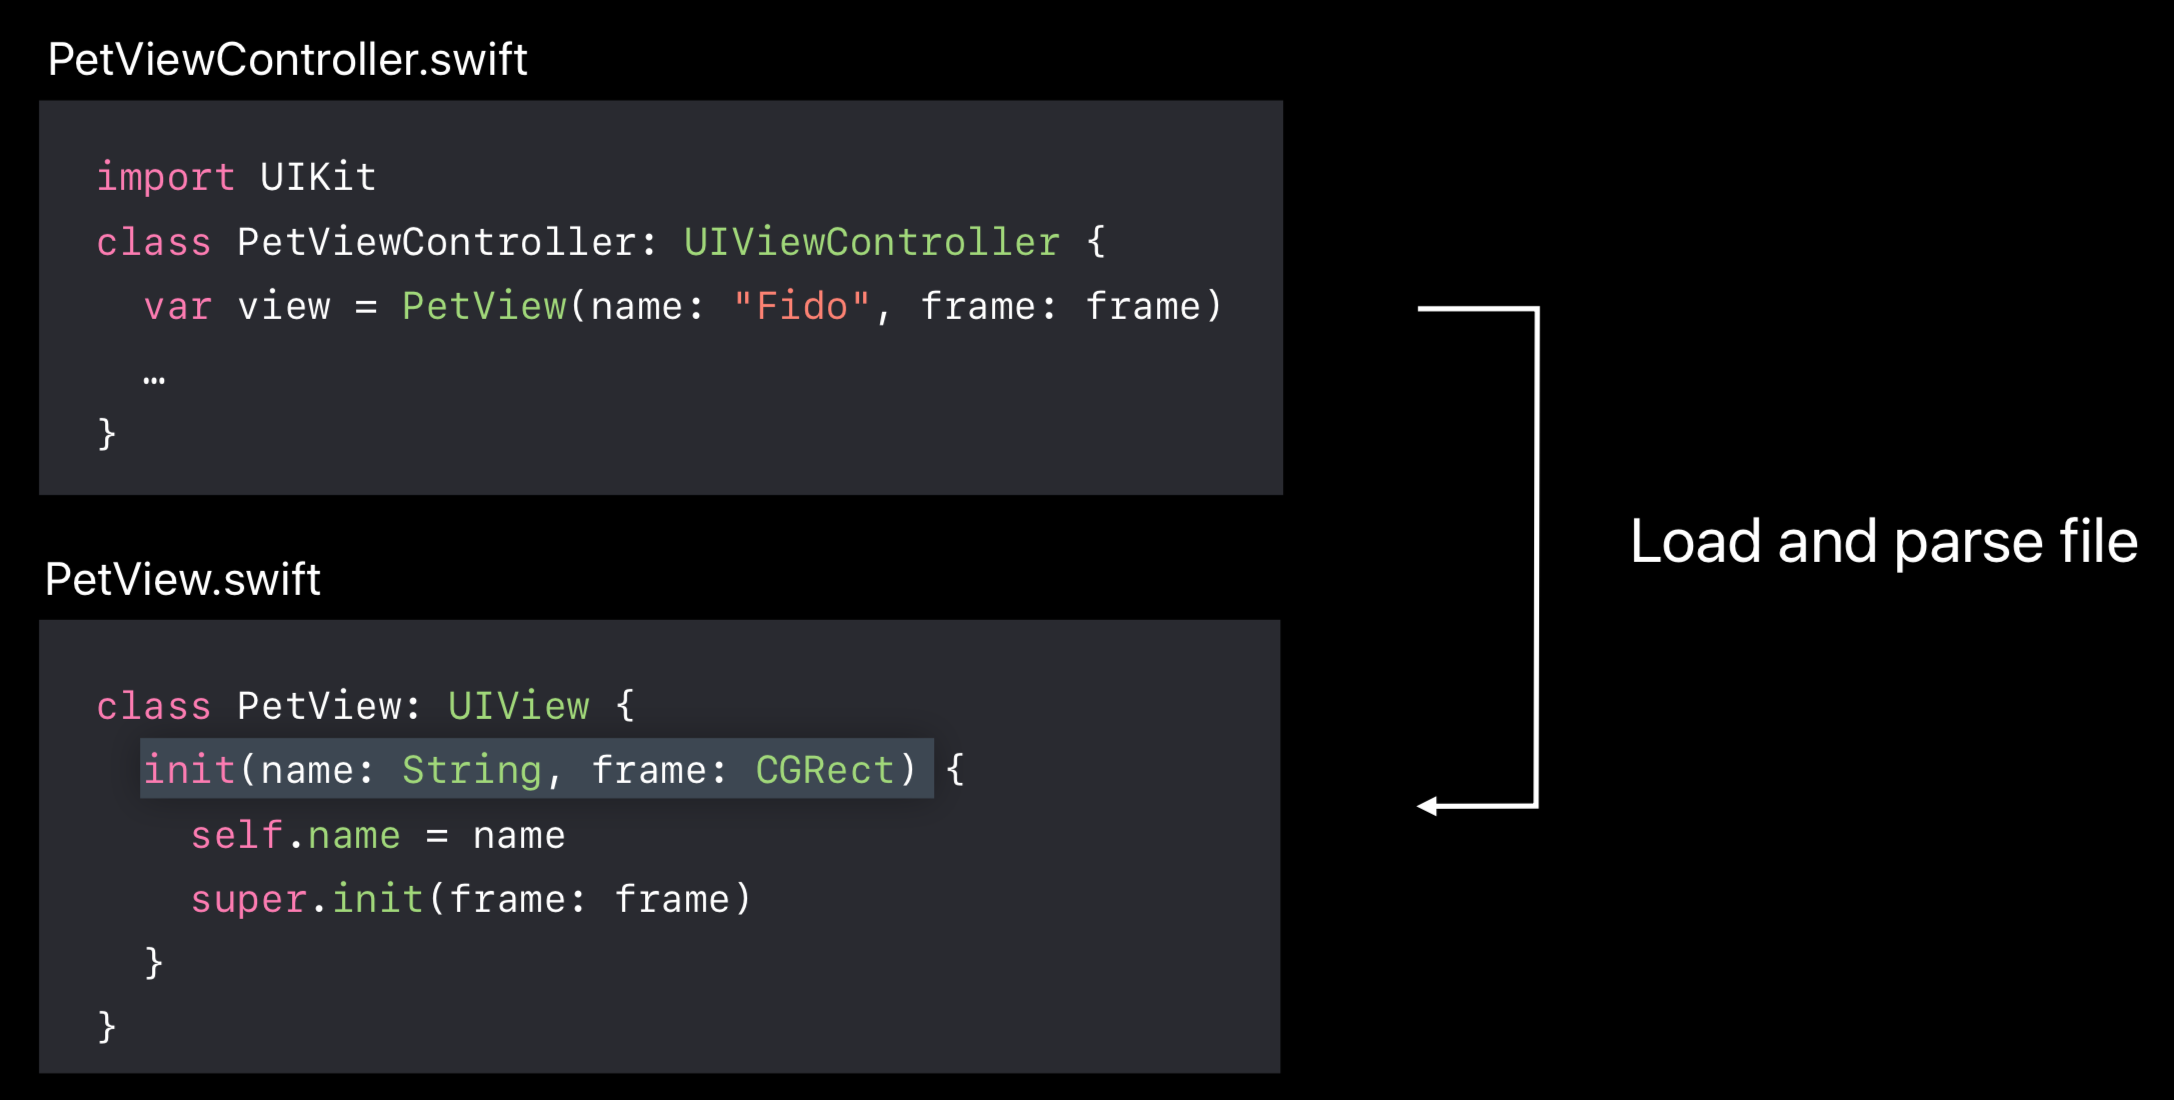 PetViewController.swift
import UIKit
class PetViewController: UIViewController {
  var view = PetView(name: "Fido", frame: frame)
  …
}
Load and parse file
PetView.swift
class PetView: UIView {
  init(name: String, frame: CGRect) {
    self.name = name
    super.init(frame: frame)
  }
}